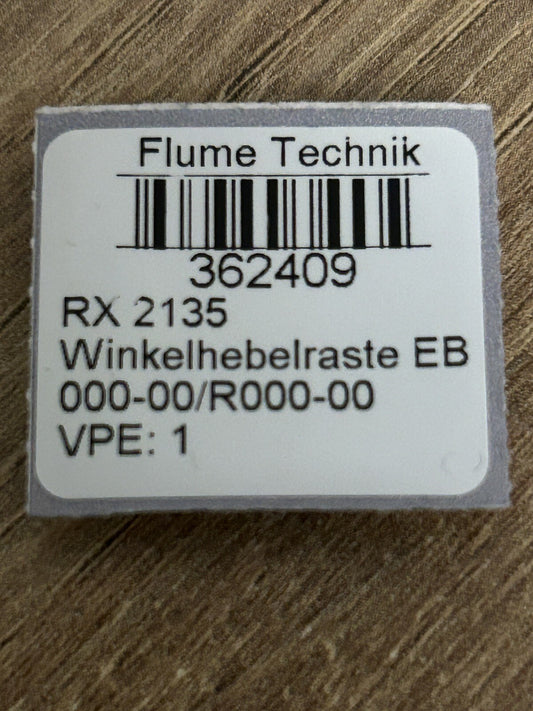 Flume Technik
362409
RX 2135
Winkelhebelraste EB
000-00/R000-00
VPE: 1